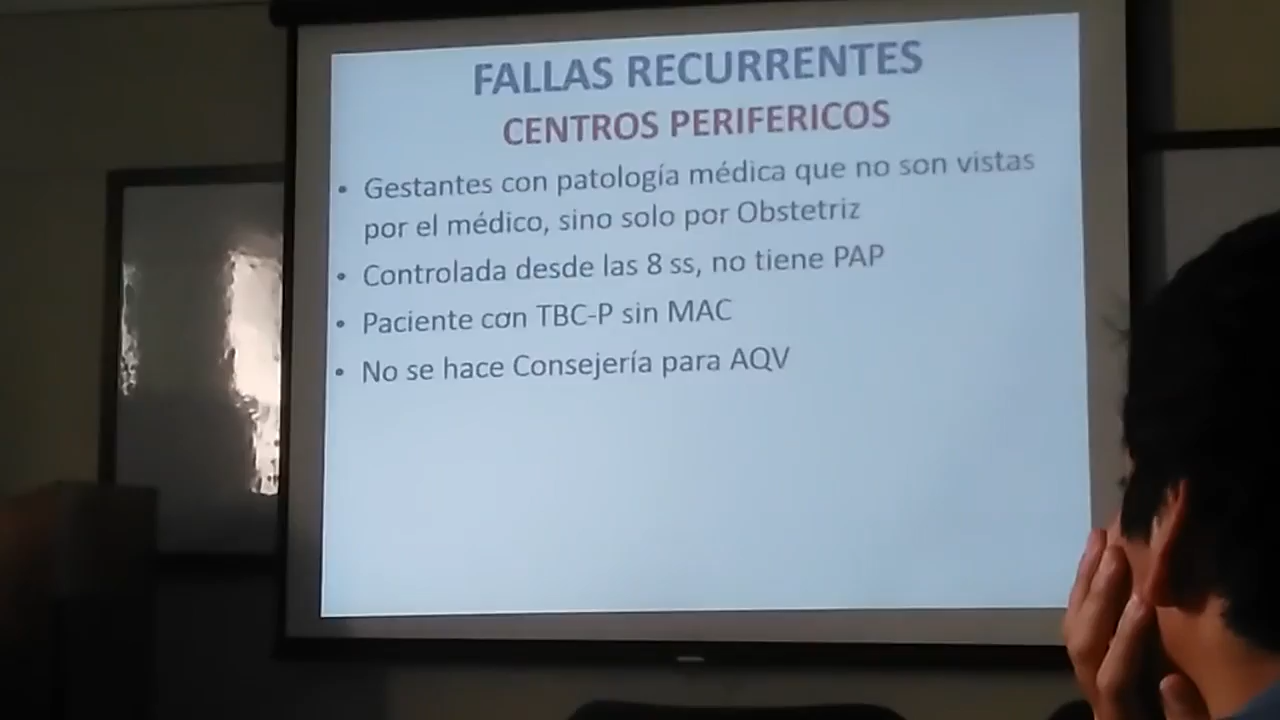 FALLAS RECURRENTES
CENTROS PERIFERICOS
• Gestantes con patología médica que no son vistas
por el médico, sino solo por Obstetriz
• Controlada desde las 8 ss, no tiene PAP
• Paciente con TBC-P sin MAC
• No se hace Consejería para AQV